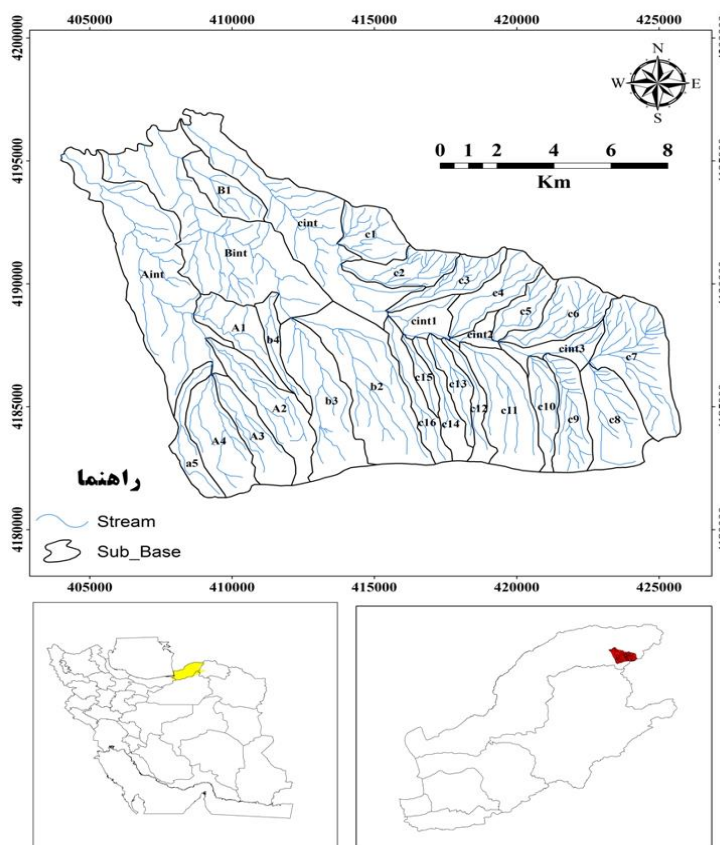 405000 410000 415000 420000 425000
4200000
4195000
4190000
4185000
4180000
N
W E
S
0 1 2 4 6 8
Km
B1
cint
c1
Bint
Aint
c2
c3
c4
c5
c6
c7
A1
b4
cint1
cint2
cint3
c15
c13
c12
c11
c10
c9
c8
b3
b2
A2
A3
A4
a5
c16
c14
راهنما
Stream
Sub_Base
405000 410000 415000 420000 425000